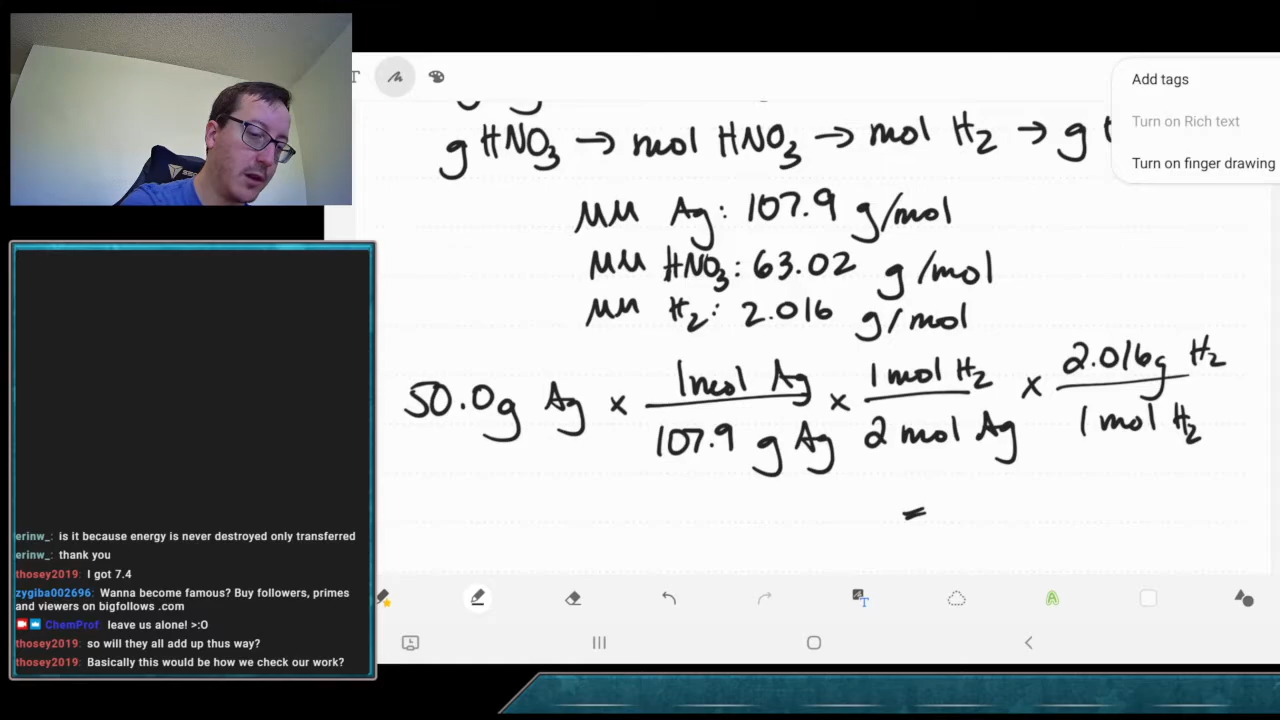 T
Add tags
Turn on Rich text
Turn on finger drawing
g HNO3 → mol HNO3 → mol H2 → g
MM Ag: 107.9 g/mol
MM HNO3: 63.02 g/mol
MM H2: 2.016 g/mol
50.0g Ag × 1 mol Ag / 107.9 g Ag × 1 mol H2 / 2 mol Ag × 2.016g H2 / 1 mol H2
=
erinw_: is it because energy is never destroyed only transferred
erinw_: thank you
thosey2019: I got 7.4
zygiba002696: Wanna become famous? Buy followers, primes
and viewers on bigfollows .com
ChemProf: leave us alone! >:O
thosey2019: so will they all add up thus way?
thosey2019: Basically this would be how we check our work?